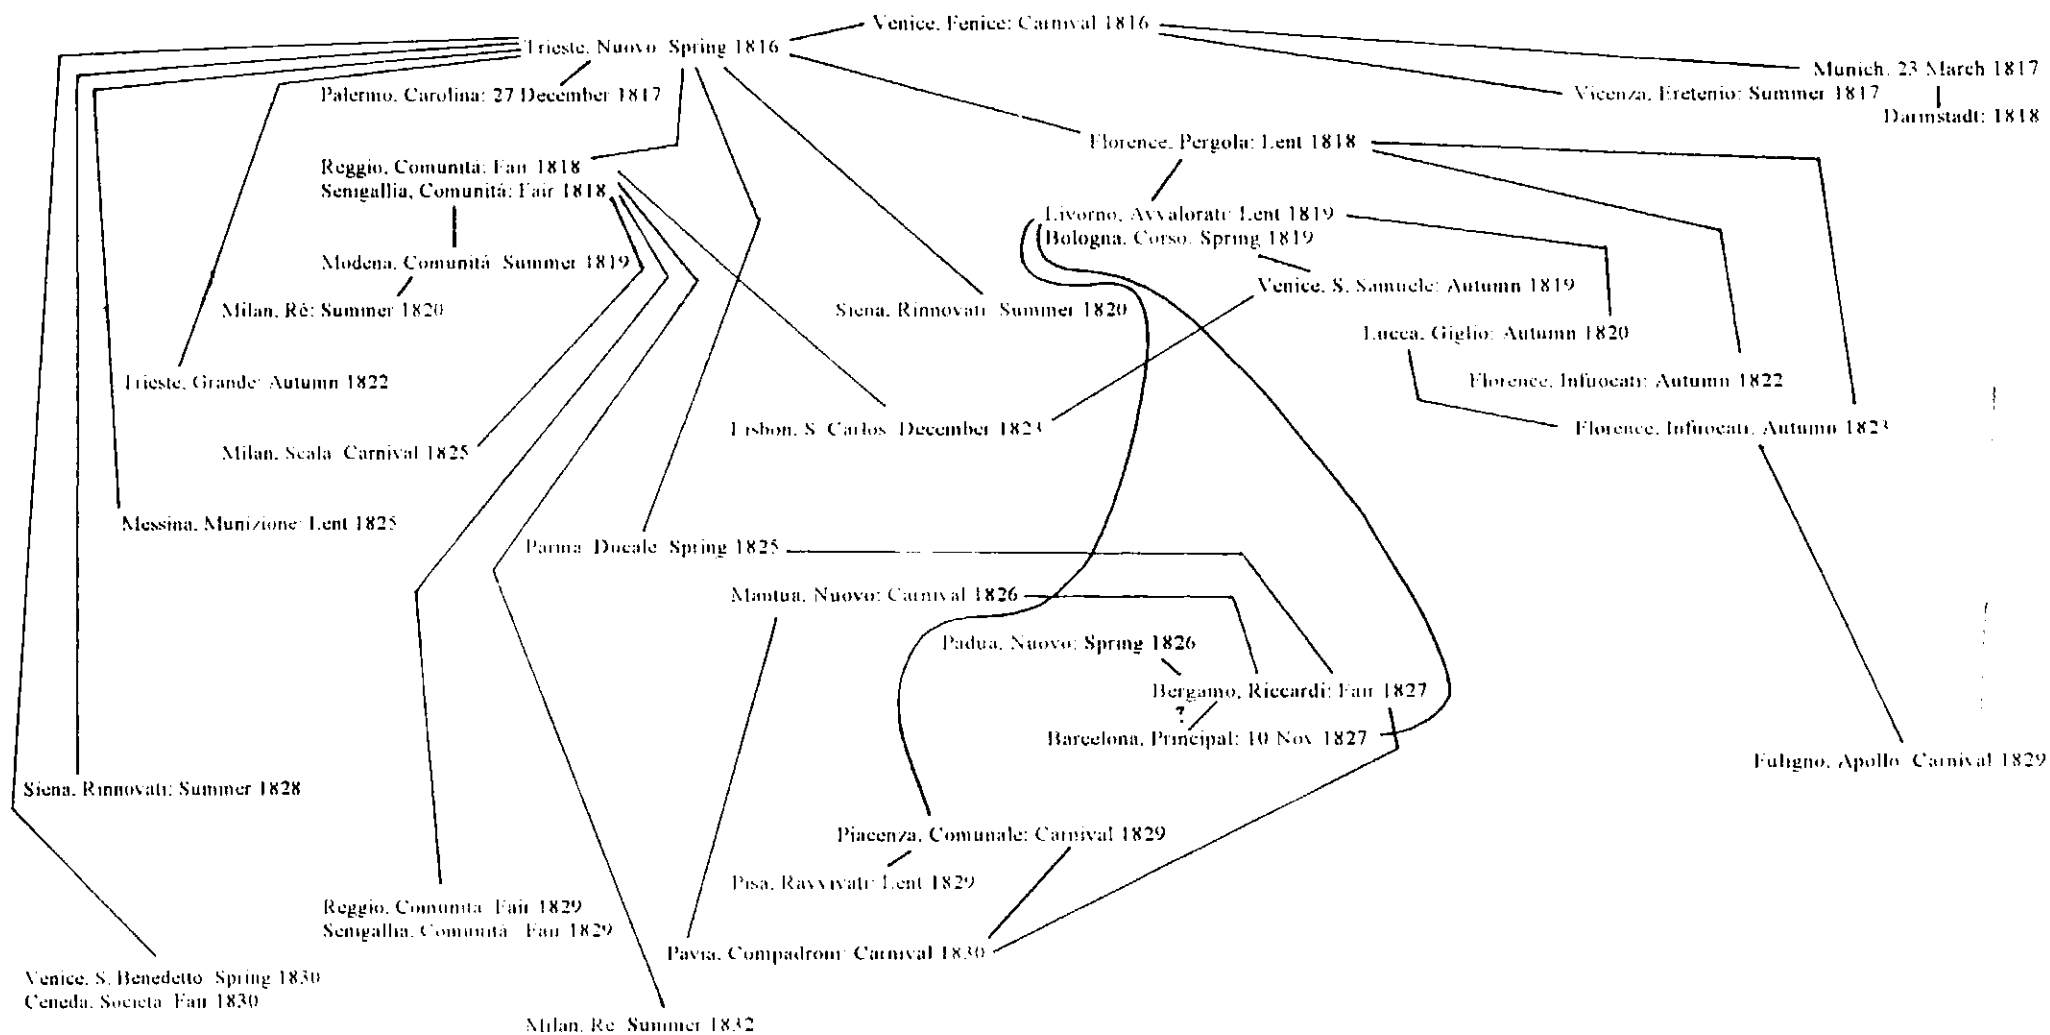 Venice, Fenice: Carnival 1816
Trieste, Nuovo: Spring 1816
Munich, 23 March 1817
Palermo, Carolina: 27 December 1817
Vicenza, Eretenio: Summer 1817
Darmstadt: 1818
Florence, Pergola: Lent 1818
Reggio, Comunità: Fair 1818
Senigallia, Comunità: Fair 1818
Livorno, Avvalorati: Lent 1819
Bologna, Corso: Spring 1819
Modena, Comunità: Summer 1819
Venice, S. Samuele: Autumn 1819
Milan, Rè: Summer 1820
Siena, Rinnovati: Summer 1820
Lucca, Giglio: Autumn 1820
Trieste, Grande: Autumn 1822
Florence, Infuocati: Autumn 1822
Lisbon, S. Carlos: December 1823
Florence, Infuocati: Autumn 1823
Milan, Scala: Carnival 1825
Messina, Munizione: Lent 1825
Parma, Ducale: Spring 1825
Mantua, Nuovo: Carnival 1826
Padua, Nuovo: Spring 1826
Bergamo, Riccardi: Fair 1827
?
Barcelona, Principal: 10 Nov 1827
Fuligno, Apollo: Carnival 1829
Siena, Rinnovati: Summer 1828
Piacenza, Comunale: Carnival 1829
Pisa, Ravvivati: Lent 1829
Reggio, Comunità: Fair 1829
Senigallia, Comunità: Fair 1829
Pavia, Compadroni: Carnival 1830
Venice, S. Benedetto: Spring 1830
Ceneda, Società: Fair 1830
Milan, Re: Summer 1832